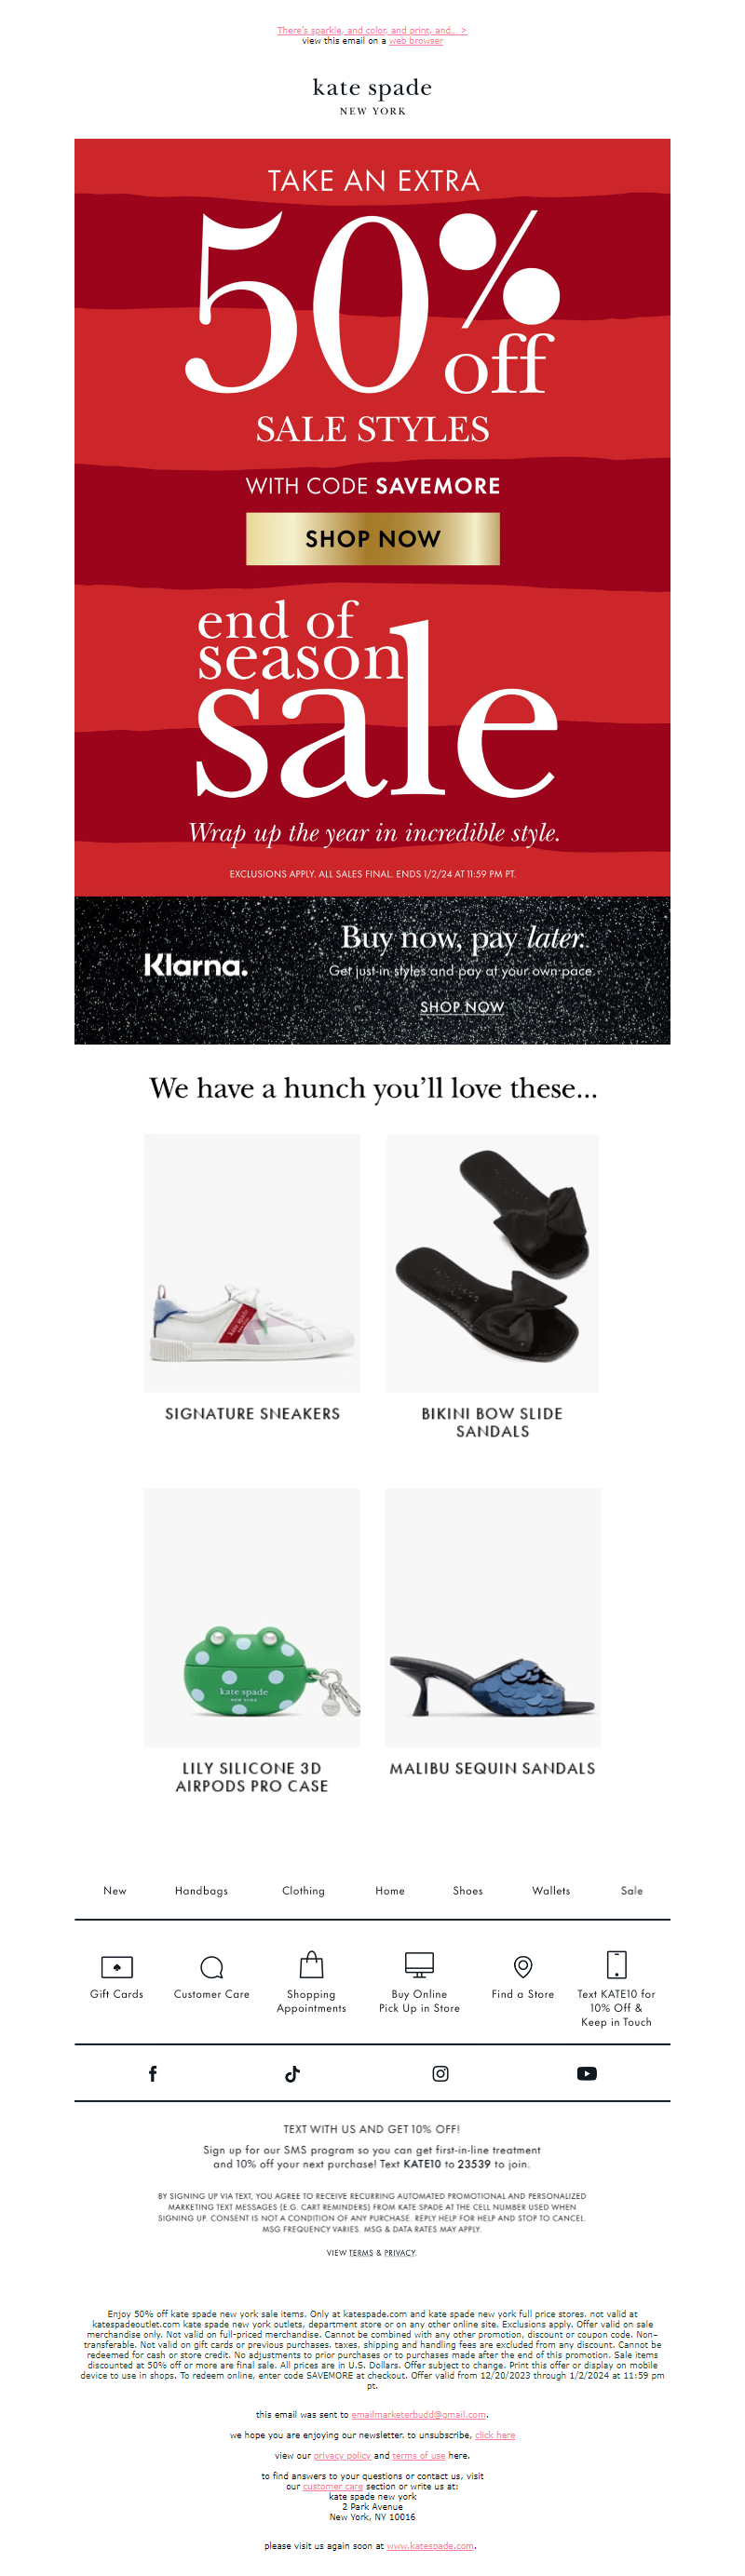 There's sparkle, and color, and print, and... >
view this email on a web browser
kate spade
NEW YORK
TAKE AN EXTRA
50%
off
SALE STYLES
WITH CODE SAVEMORE
SHOP NOW
end of
season
sale
Wrap up the year in incredible style.
EXCLUSIONS APPLY. ALL SALES FINAL. ENDS 1/2/24 AT 11:59 PM PT.
Klarna.
Buy now, pay later.
Get just-in styles and pay at your own pace.
SHOP NOW
We have a hunch you'll love these...
kate spade
SIGNATURE SNEAKERS
BIKINI BOW SLIDE
SANDALS
kate spade
NEW YORK
LILY SILICONE 3D
AIRPODS PRO CASE
MALIBU SEQUIN SANDALS
New Handbags Clothing Home Shoes Wallets Sale
Gift Cards
Customer Care
Shopping
Appointments
Buy Online
Pick Up in Store
Find a Store
Text KATE10 for
10% Off &
Keep in Touch
TEXT WITH US AND GET 10% OFF!
Sign up for our SMS program so you can get first-in-line treatment
and 10% off your next purchase! Text KATE10 to 23539 to join.
BY SIGNING UP VIA TEXT, YOU AGREE TO RECEIVE RECURRING AUTOMATED PROMOTIONAL AND PERSONALIZED
MARKETING TEXT MESSAGES (E.G. CART REMINDERS) FROM KATE SPADE AT THE CELL NUMBER USED WHEN
SIGNING UP. CONSENT IS NOT A CONDITION OF ANY PURCHASE. REPLY HELP FOR HELP AND STOP TO CANCEL.
MSG FREQUENCY VARIES. MSG & DATA RATES MAY APPLY.
VIEW TERMS & PRIVACY.
Enjoy 50% off kate spade new york sale items. Only at katespade.com and kate spade new york full price stores. not valid at
katespadeoutlet.com kate spade new york outlets, department store or on any other online site. Exclusions apply. Offer valid on sale
merchandise only. Not valid on full-priced merchandise. Cannot be combined with any other promotion, discount or coupon code. Non-
transferable. Not valid on gift cards or previous purchases. taxes, shipping and handling fees are excluded from any discount. Cannot be
redeemed for cash or store credit. No adjustments to prior purchases or to purchases made after the end of this promotion. Sale items
discounted at 50% off or more are final sale. All prices are in U.S. Dollars. Offer subject to change. Print this offer or display on mobile
device to use in shops. To redeem online, enter code SAVEMORE at checkout. Offer valid from 12/20/2023 through 1/2/2024 at 11:59 pm
pt.
this email was sent to emailmarketerbudd@gmail.com.
we hope you are enjoying our newsletter. to unsubscribe, click here
view our privacy policy and terms of use here.
to find answers to your questions or contact us, visit
our customer care section or write us at:
kate spade new york
2 Park Avenue
New York, NY 10016
please visit us again soon at www.katespade.com.